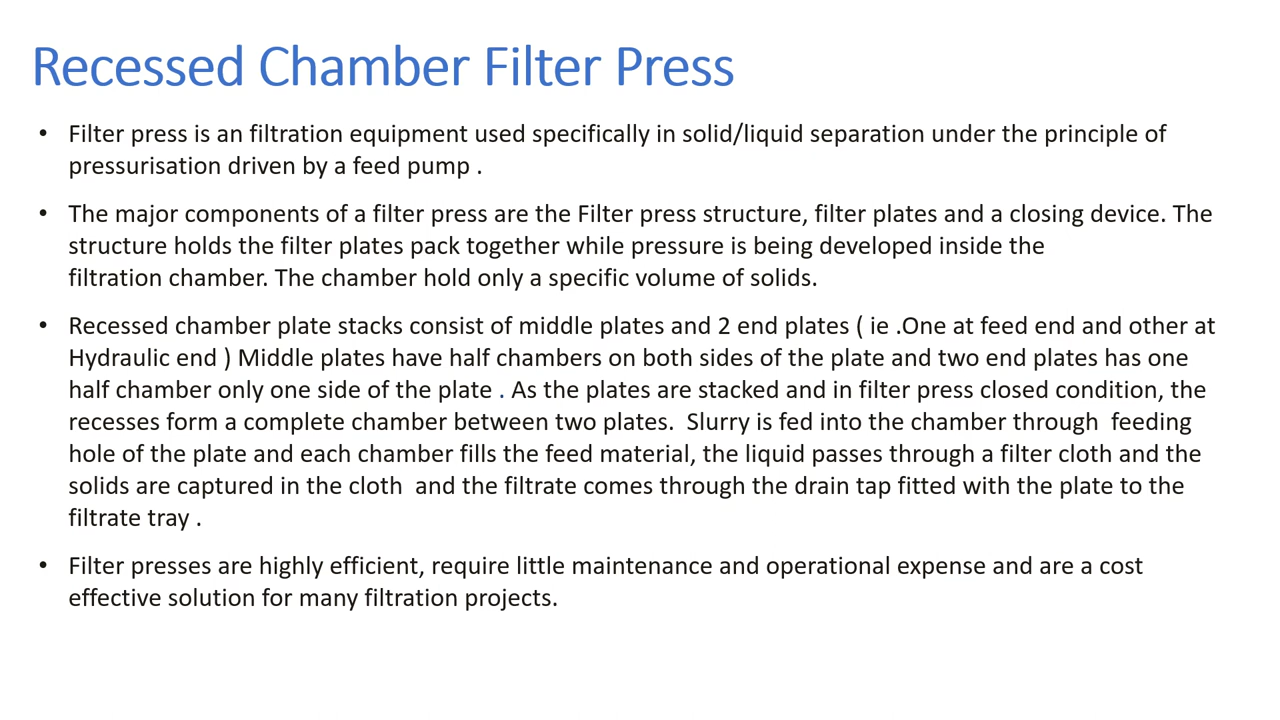 Recessed Chamber Filter Press
• Filter press is an filtration equipment used specifically in solid/liquid separation under the principle of
pressurisation driven by a feed pump .
• The major components of a filter press are the Filter press structure, filter plates and a closing device. The
structure holds the filter plates pack together while pressure is being developed inside the
filtration chamber. The chamber hold only a specific volume of solids.
• Recessed chamber plate stacks consist of middle plates and 2 end plates ( ie .One at feed end and other at
Hydraulic end ) Middle plates have half chambers on both sides of the plate and two end plates has one
half chamber only one side of the plate . As the plates are stacked and in filter press closed condition, the
recesses form a complete chamber between two plates.  Slurry is fed into the chamber through  feeding
hole of the plate and each chamber fills the feed material, the liquid passes through a filter cloth and the
solids are captured in the cloth  and the filtrate comes through the drain tap fitted with the plate to the
filtrate tray .
• Filter presses are highly efficient, require little maintenance and operational expense and are a cost
effective solution for many filtration projects.